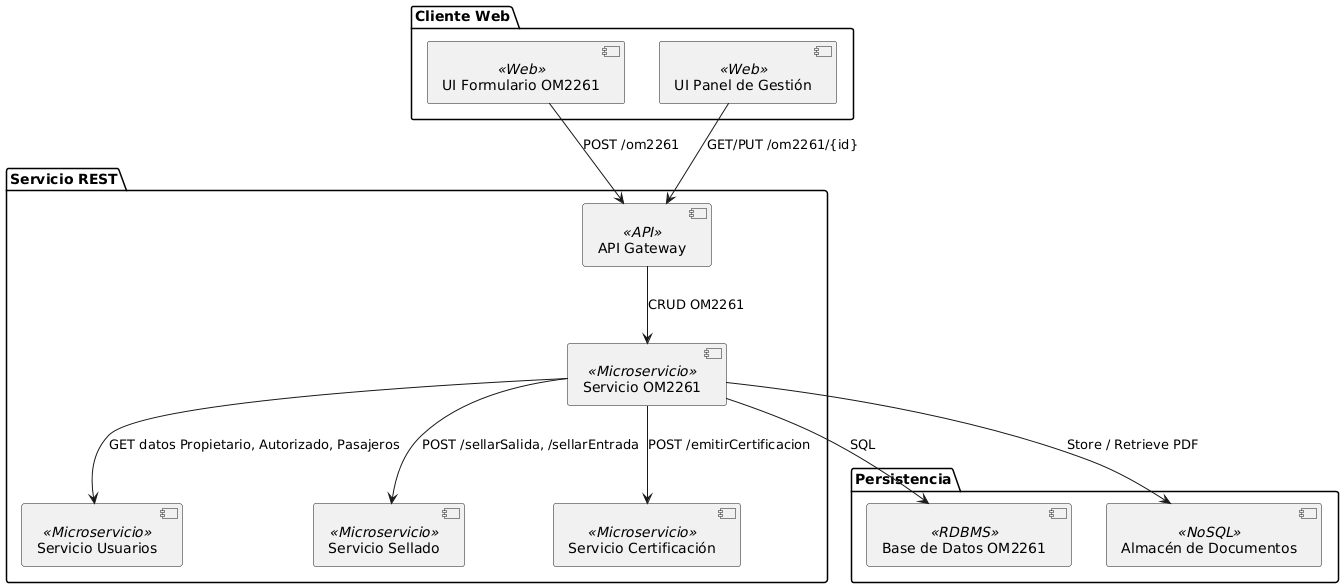 Cliente Web
«Web»
UI Formulario OM2261
«Web»
UI Panel de Gestión
POST /om2261
GET/PUT /om2261/{id}
Servicio REST
«API»
API Gateway
CRUD OM2261
«Microservicio»
Servicio OM2261
GET datos Propietario, Autorizado, Pasajeros
POST /sellarSalida, /sellarEntrada
POST /emitirCertificacion
SQL
Store / Retrieve PDF
Persistencia
«Microservicio»
Servicio Usuarios
«Microservicio»
Servicio Sellado
«Microservicio»
Servicio Certificación
«RDBMS»
Base de Datos OM2261
«NoSQL»
Almacén de Documentos